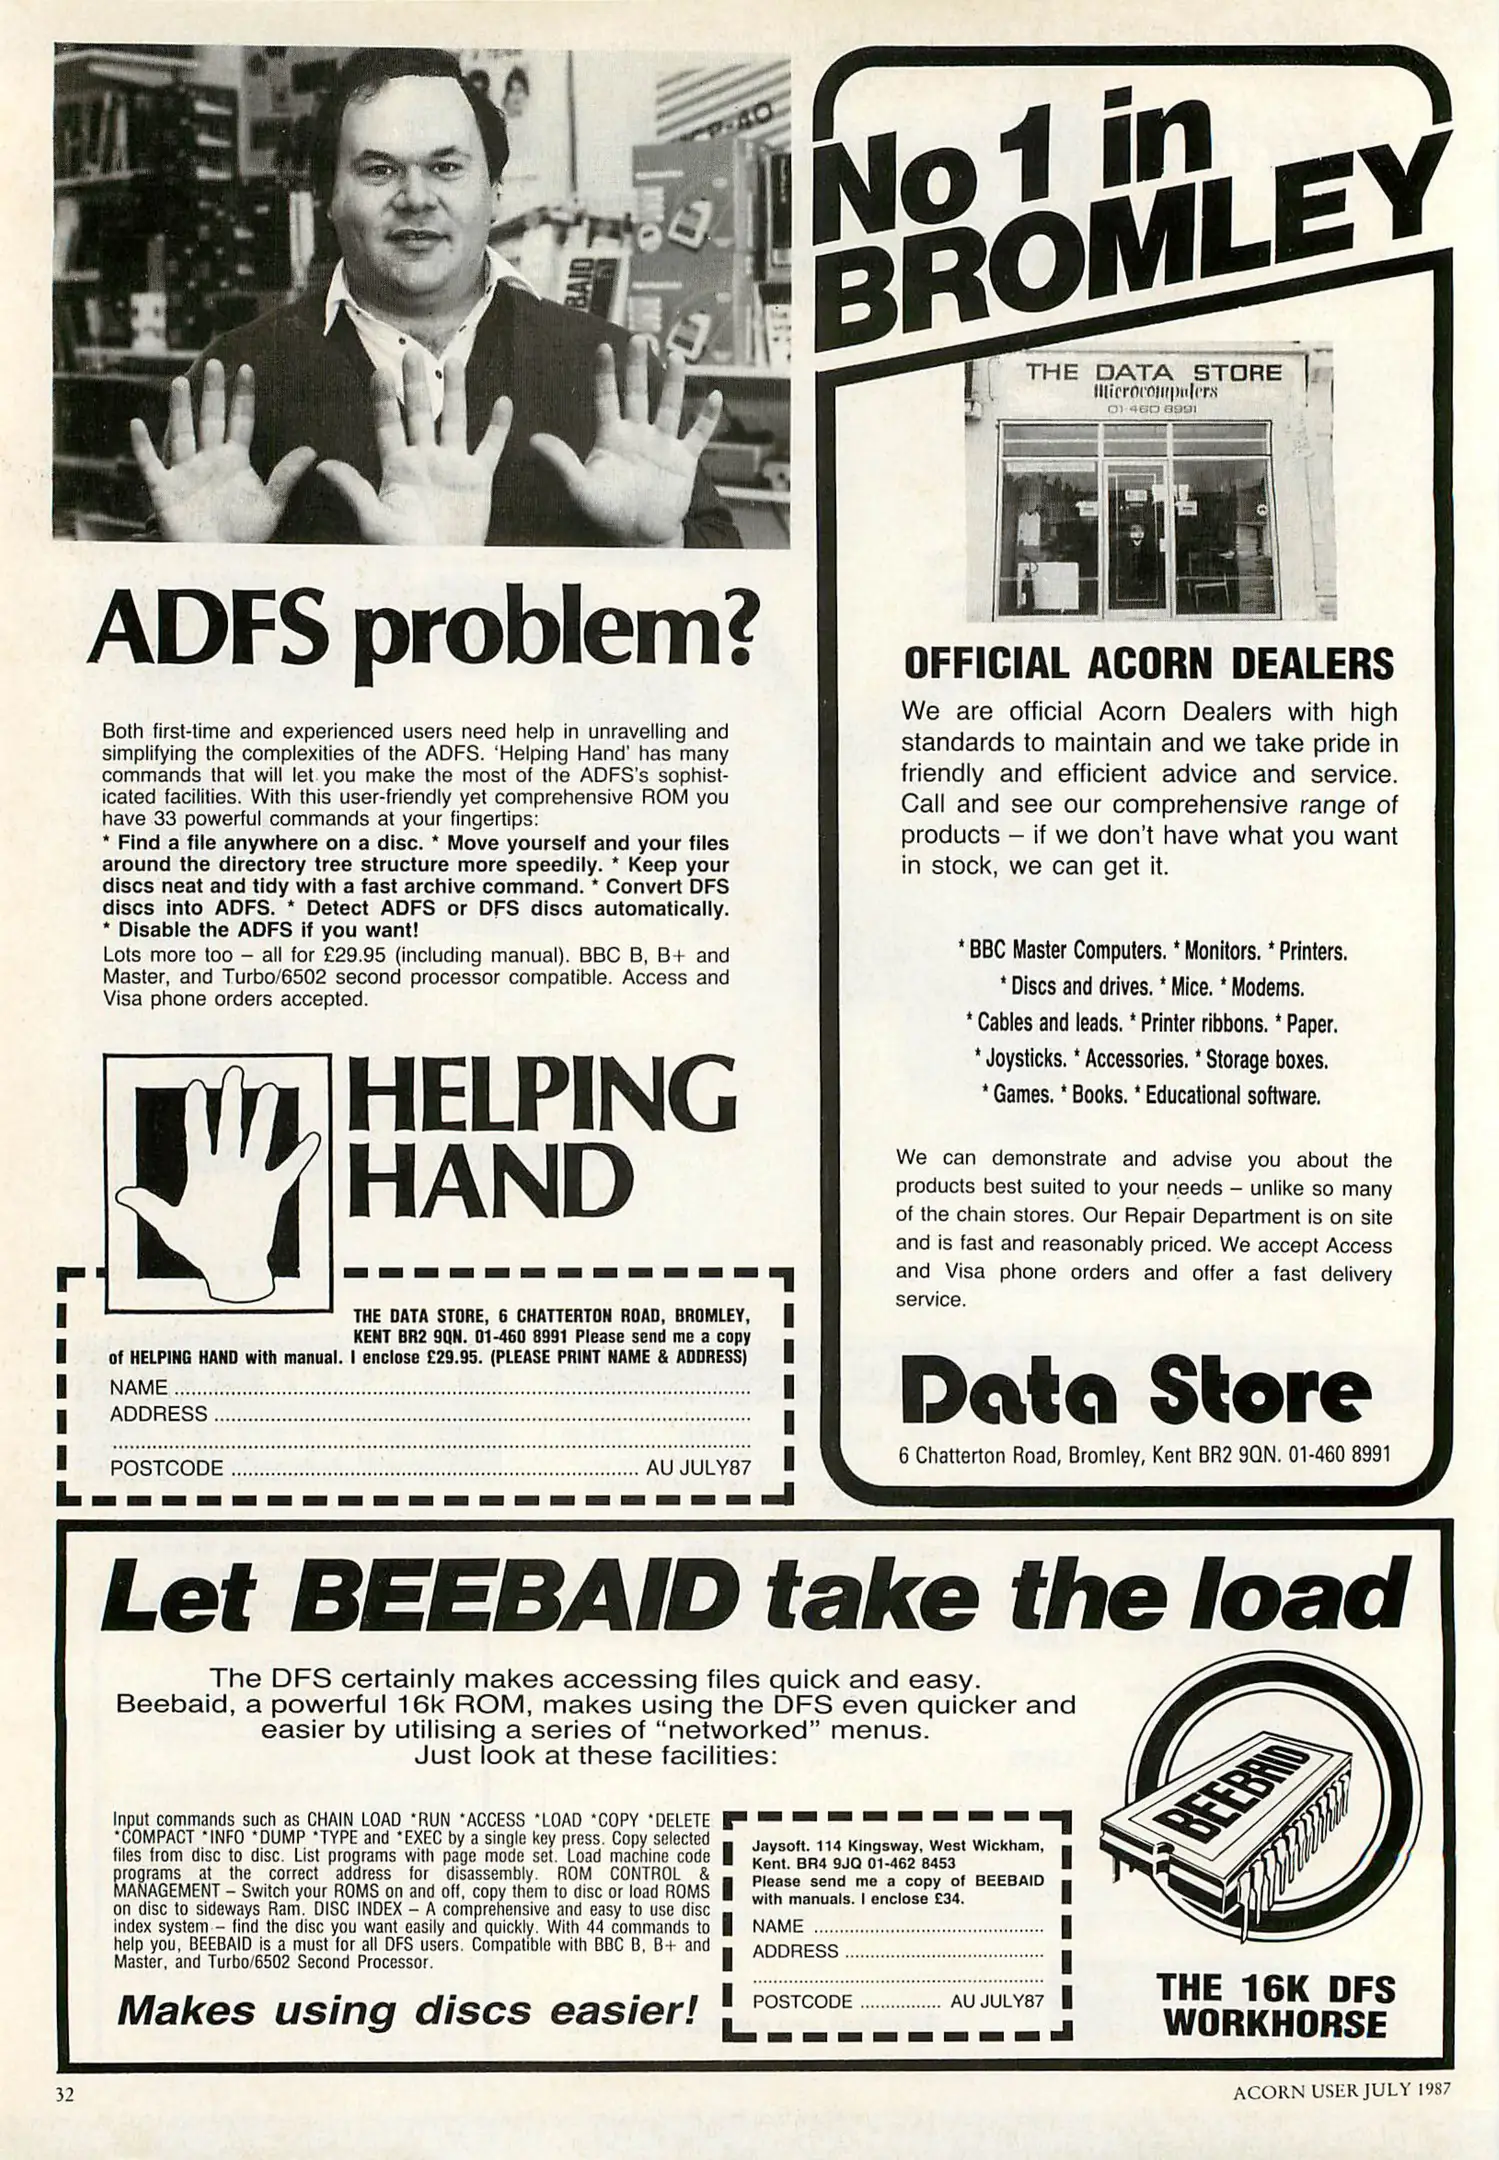 CP-40
BEEBAID
ADFS problem?
Both first-time and experienced users need help in unravelling and
simplifying the complexities of the ADFS. ‘Helping Hand’ has many
commands that will let you make the most of the ADFS's sophist-
icated facilities. With this user-friendly yet comprehensive ROM you
have 33 powerful commands at your fingertips:
* Find a file anywhere on a disc. * Move yourself and your files
around the directory tree structure more speedily. * Keep your
discs neat and tidy with a fast archive command. * Convert DFS
discs into ADFS. * Detect ADFS or DFS discs automatically.
* Disable the ADFS if you want!
Lots more too – all for £29.95 (including manual). BBC B, B+ and
Master, and Turbo/6502 second processor compatible. Access and
Visa phone orders accepted.
HELPING
HAND
THE DATA STORE, 6 CHATTERTON ROAD, BROMLEY,
KENT BR2 9QN. 01-460 8991 Please send me a copy
of HELPING HAND with manual. I enclose £29.95. (PLEASE PRINT NAME & ADDRESS)
NAME
ADDRESS
POSTCODE AU JULY87
No 1 in
BROMLEY
THE DATA STORE
Microcomputers
01 460 8991
OFFICIAL ACORN DEALERS
We are official Acorn Dealers with high
standards to maintain and we take pride in
friendly and efficient advice and service.
Call and see our comprehensive range of
products – if we don't have what you want
in stock, we can get it.
* BBC Master Computers. * Monitors. * Printers.
* Discs and drives. * Mice. * Modems.
* Cables and leads. * Printer ribbons. * Paper.
* Joysticks. * Accessories. * Storage boxes.
* Games. * Books. * Educational software.
We can demonstrate and advise you about the
products best suited to your needs – unlike so many
of the chain stores. Our Repair Department is on site
and is fast and reasonably priced. We accept Access
and Visa phone orders and offer a fast delivery
service.
Data Store
6 Chatterton Road, Bromley, Kent BR2 9QN. 01-460 8991
Let BEEBAID take the load
The DFS certainly makes accessing files quick and easy.
Beebaid, a powerful 16k ROM, makes using the DFS even quicker and
easier by utilising a series of “networked” menus.
Just look at these facilities:
Input commands such as CHAIN LOAD *RUN *ACCESS *LOAD *COPY *DELETE
*COMPACT *INFO *DUMP *TYPE and *EXEC by a single key press. Copy selected
files from disc to disc. List programs with page mode set. Load machine code
programs at the correct address for disassembly. ROM CONTROL &
MANAGEMENT – Switch your ROMS on and off, copy them to disc or load ROMS
on disc to sideways Ram. DISC INDEX – A comprehensive and easy to use disc
index system – find the disc you want easily and quickly. With 44 commands to
help you, BEEBAID is a must for all DFS users. Compatible with BBC B, B+ and
Master, and Turbo/6502 Second Processor.
Makes using discs easier!
Jaysoft. 114 Kingsway, West Wickham,
Kent. BR4 9JQ 01-462 8453
Please send me a copy of BEEBAID
with manuals. I enclose £34.
NAME
ADDRESS
POSTCODE AU JULY87
BEEBAID
THE 16K DFS
WORKHORSE
32
ACORN USER JULY 1987